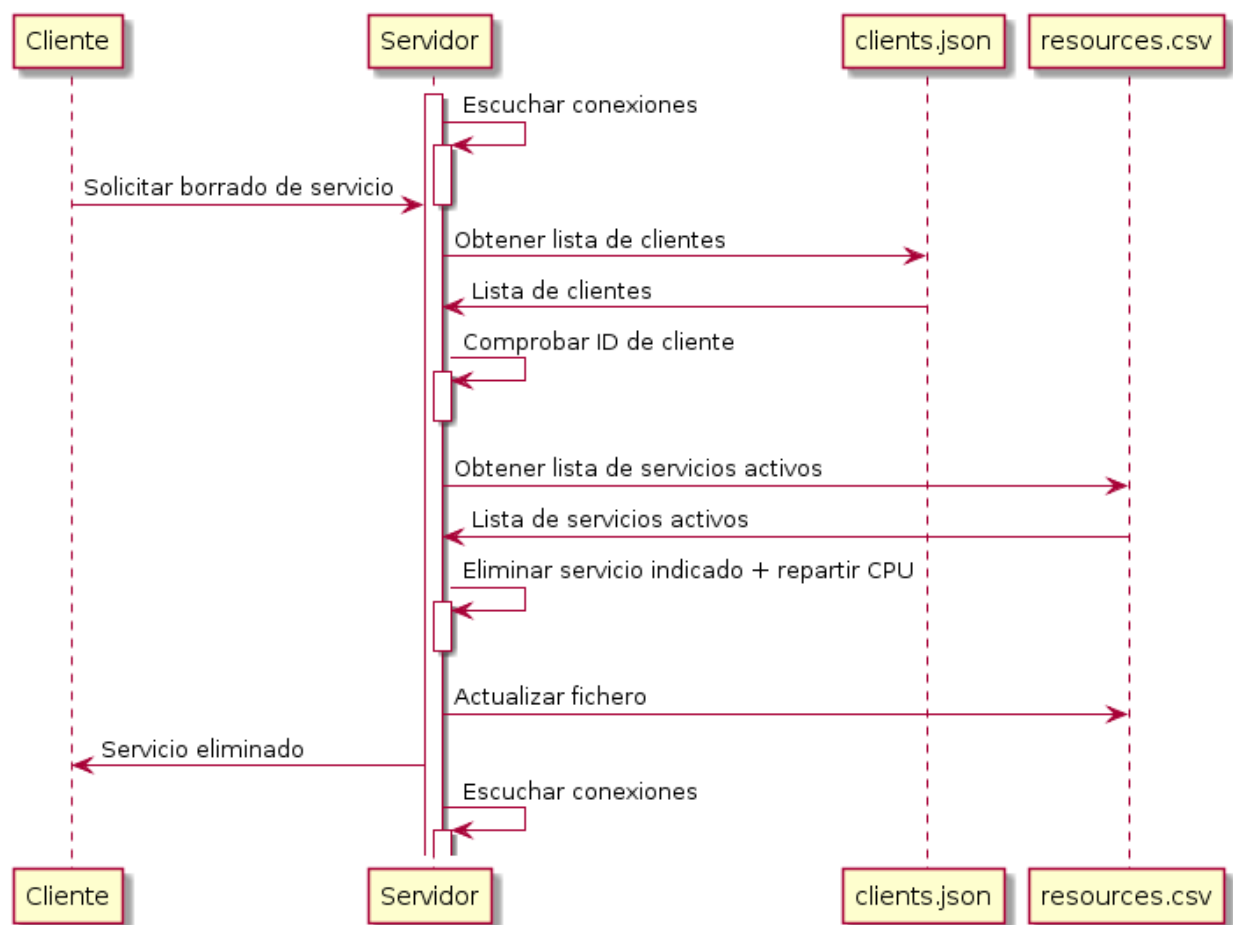 Cliente
Servidor
clients.json
resources.csv
Escuchar conexiones
Solicitar borrado de servicio
Obtener lista de clientes
Lista de clientes
Comprobar ID de cliente
Obtener lista de servicios activos
Lista de servicios activos
Eliminar servicio indicado + repartir CPU
Actualizar fichero
Servicio eliminado
Escuchar conexiones
Cliente
Servidor
clients.json
resources.csv